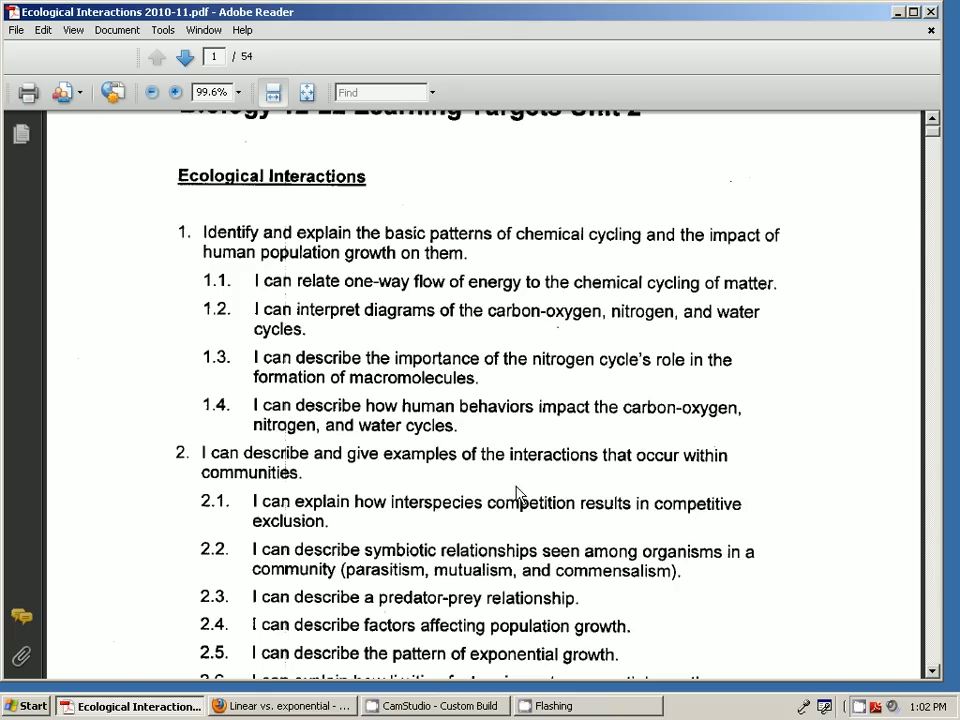 Ecological Interactions 2010-11.pdf - Adobe Reader
File Edit View Document Tools Window Help
1 / 54
99.6% Find
Biology 12-22 Learning Targets Unit 2
Ecological Interactions
1. Identify and explain the basic patterns of chemical cycling and the impact of
human population growth on them.
1.1. I can relate one-way flow of energy to the chemical cycling of matter.
1.2. I can interpret diagrams of the carbon-oxygen, nitrogen, and water
cycles.
1.3. I can describe the importance of the nitrogen cycle's role in the
formation of macromolecules.
1.4. I can describe how human behaviors impact the carbon-oxygen,
nitrogen, and water cycles.
2. I can describe and give examples of the interactions that occur within
communities.
2.1. I can explain how interspecies competition results in competitive
exclusion.
2.2. I can describe symbiotic relationships seen among organisms in a
community (parasitism, mutualism, and commensalism).
2.3. I can describe a predator-prey relationship.
2.4. I can describe factors affecting population growth.
2.5. I can describe the pattern of exponential growth.
Start Ecological Interaction... Linear vs. exponential - ... CamStudio - Custom Build Flashing 1:02 PM